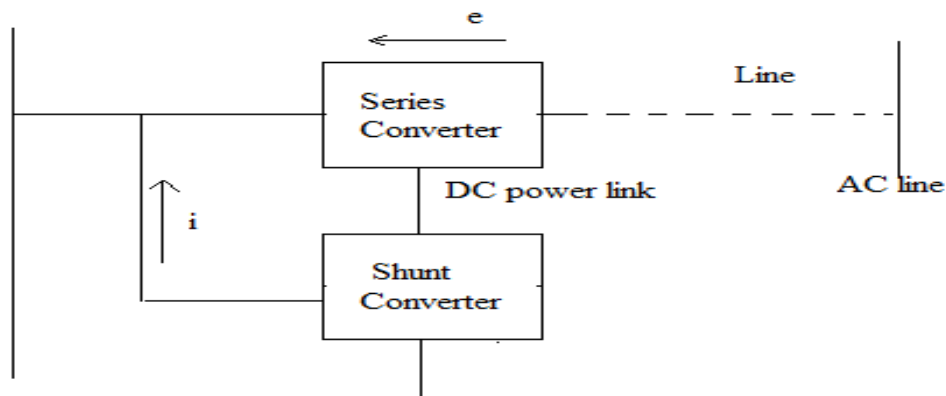 e
Series
Converter
Line
DC power link
AC line
i
Shunt
Converter